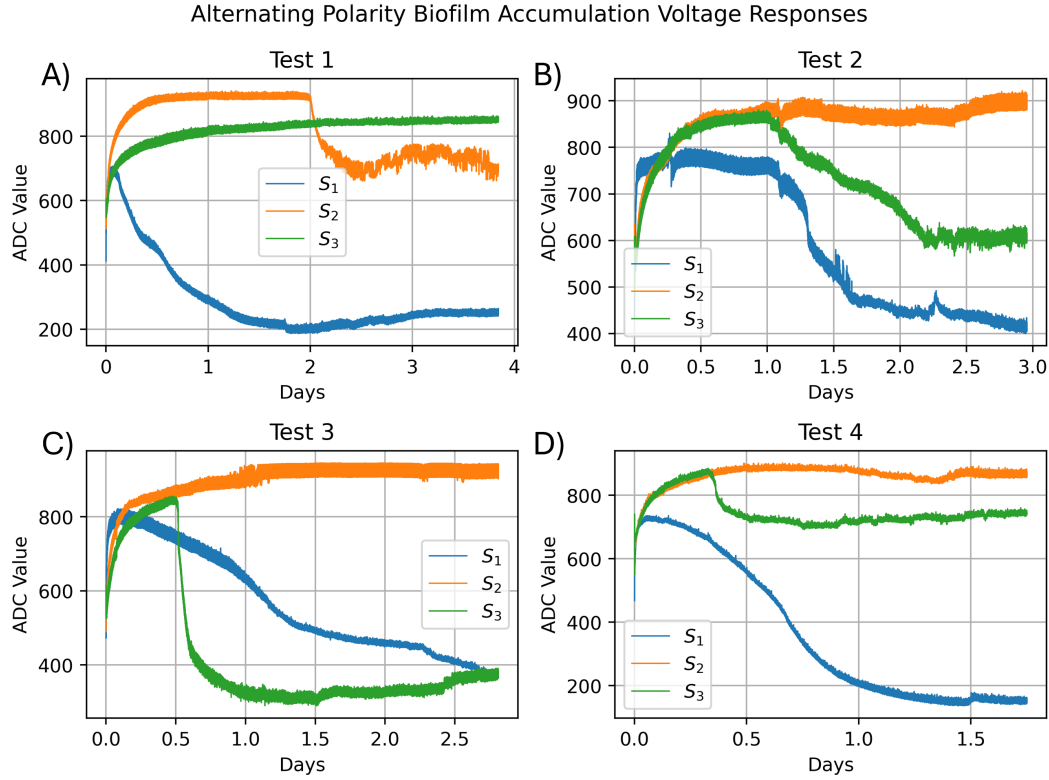 Alternating Polarity Biofilm Accumulation Voltage Responses
A)
Test 1
ADC Value
800
600
400
200
0
1
2
3
4
Days
S₁
S₂
S₃
B)
Test 2
ADC Value
900
800
700
600
500
400
0.0
0.5
1.0
1.5
2.0
2.5
3.0
Days
S₁
S₂
S₃
C)
Test 3
ADC Value
800
600
400
0.0
0.5
1.0
1.5
2.0
2.5
Days
S₁
S₂
S₃
D)
Test 4
ADC Value
800
600
400
200
0.0
0.5
1.0
1.5
Days
S₁
S₂
S₃